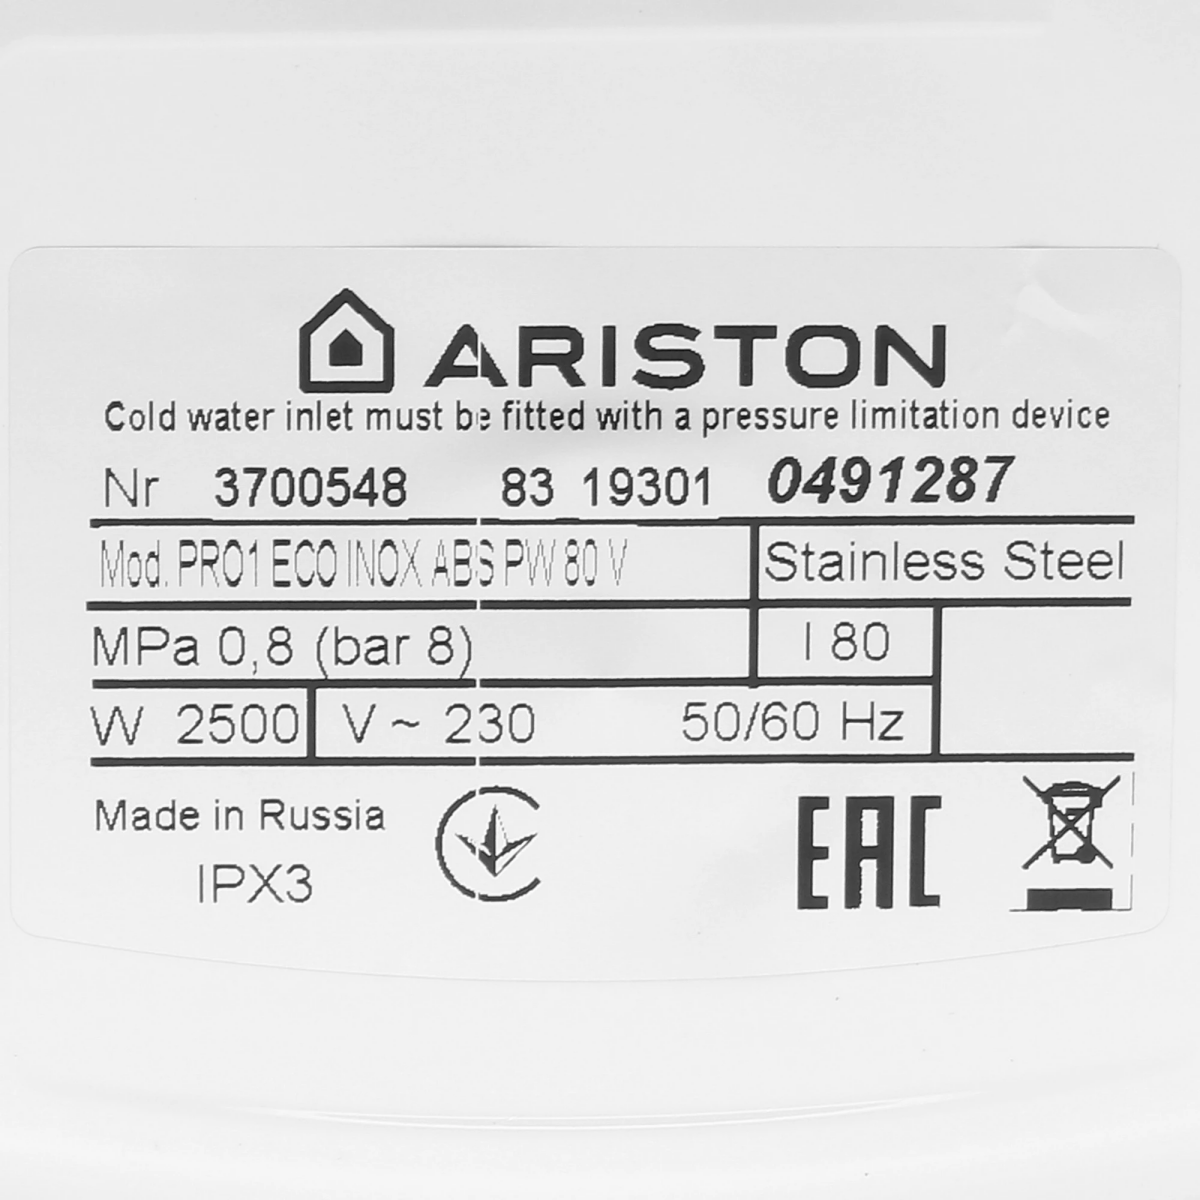 ARISTON
Cold water inlet must be fitted with a pressure limitation device
Nr 3700548 83 19301 0491287
Mod. PRO1 ECO INOX ABS PW 80 V Stainless Steel
MPa 0,8 (bar 8) l 80
W 2500 V ~ 230 50/60 Hz
Made in Russia
IPX3
EAC